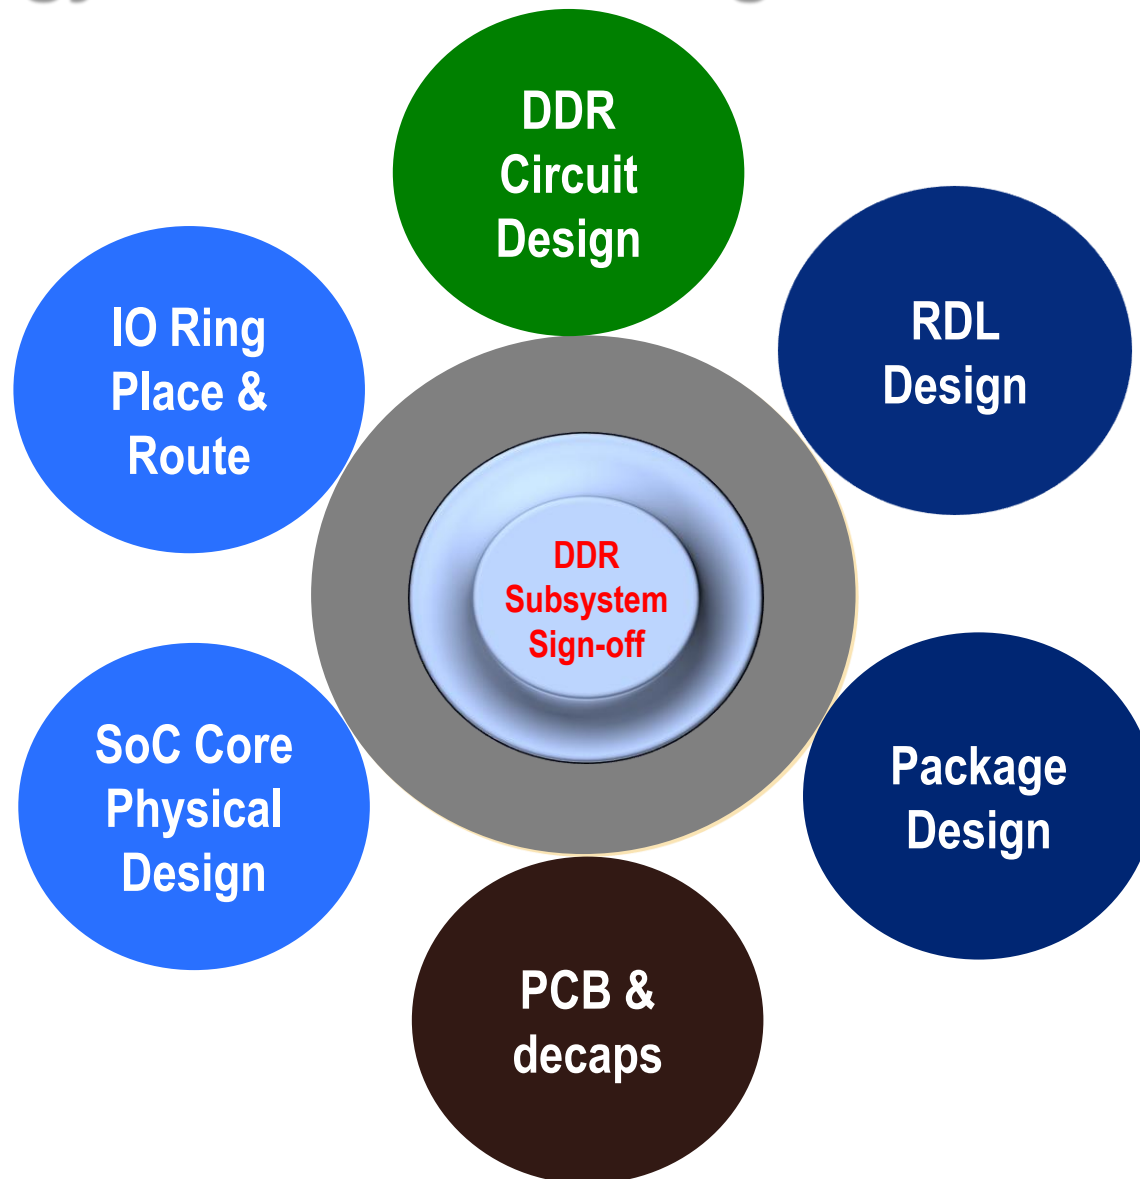 DDR
Circuit
Design
RDL
Design
IO Ring
Place &
Route
DDR
Subsystem
Sign-off
SoC Core
Physical
Design
Package
Design
PCB &
decaps